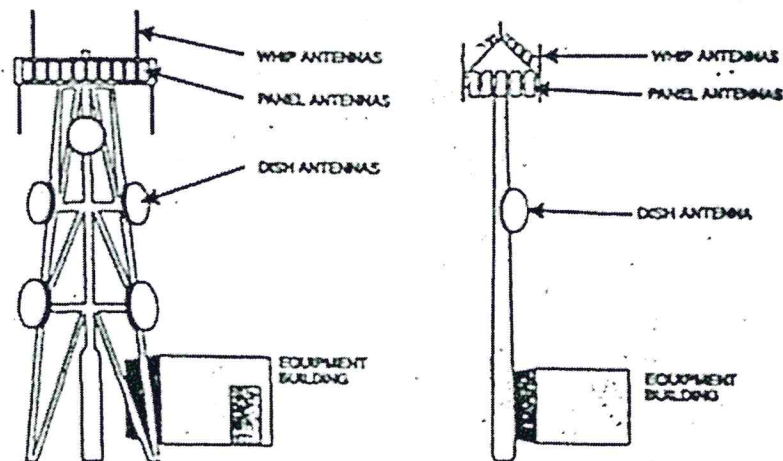 WHIP ANTENNAS
PANEL ANTENNAS
DISH ANTENNAS
EQUIPMENT
BUILDING
WHIP ANTENNAS
PANEL ANTENNAS
DISH ANTENNA
EQUIPMENT
BUILDING